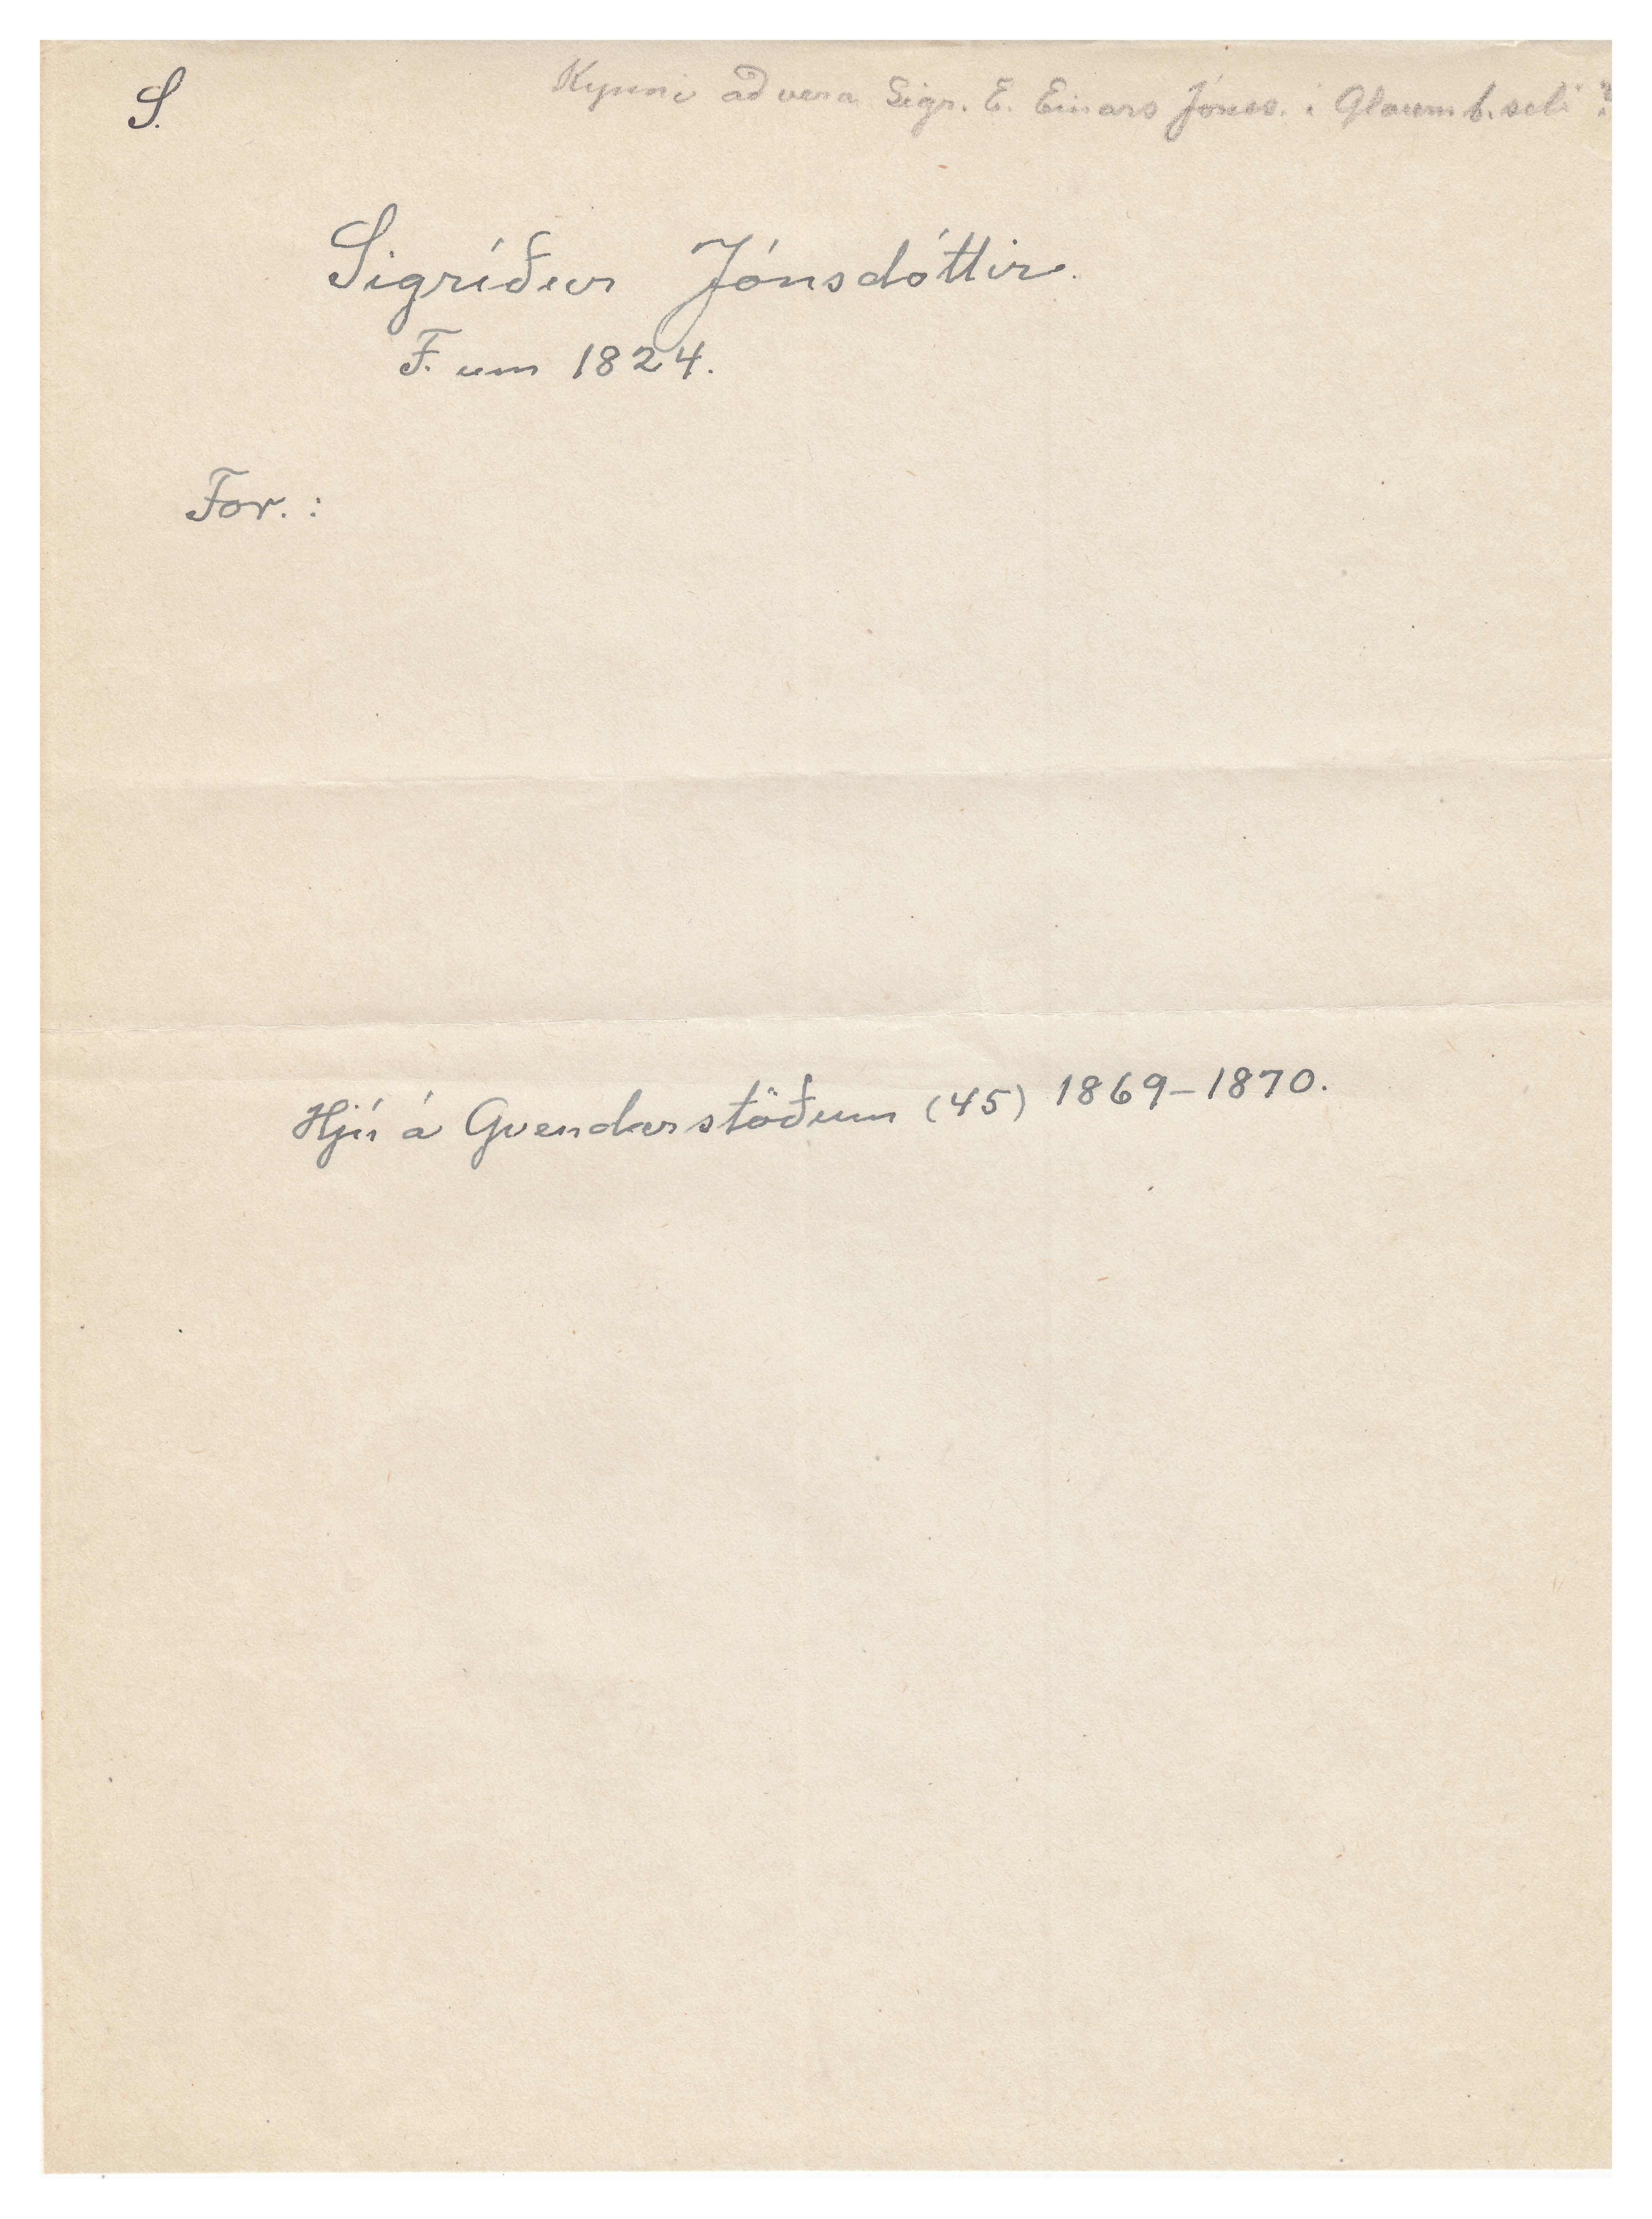 S.
Kynni að vera Sigr. E. Einars Jónss. í Glaumb.seli ?
Sigríður Jónsdóttir.
F. um 1824.
For. :
Hjú á Gvendarstöðum (45) 1869-1870.